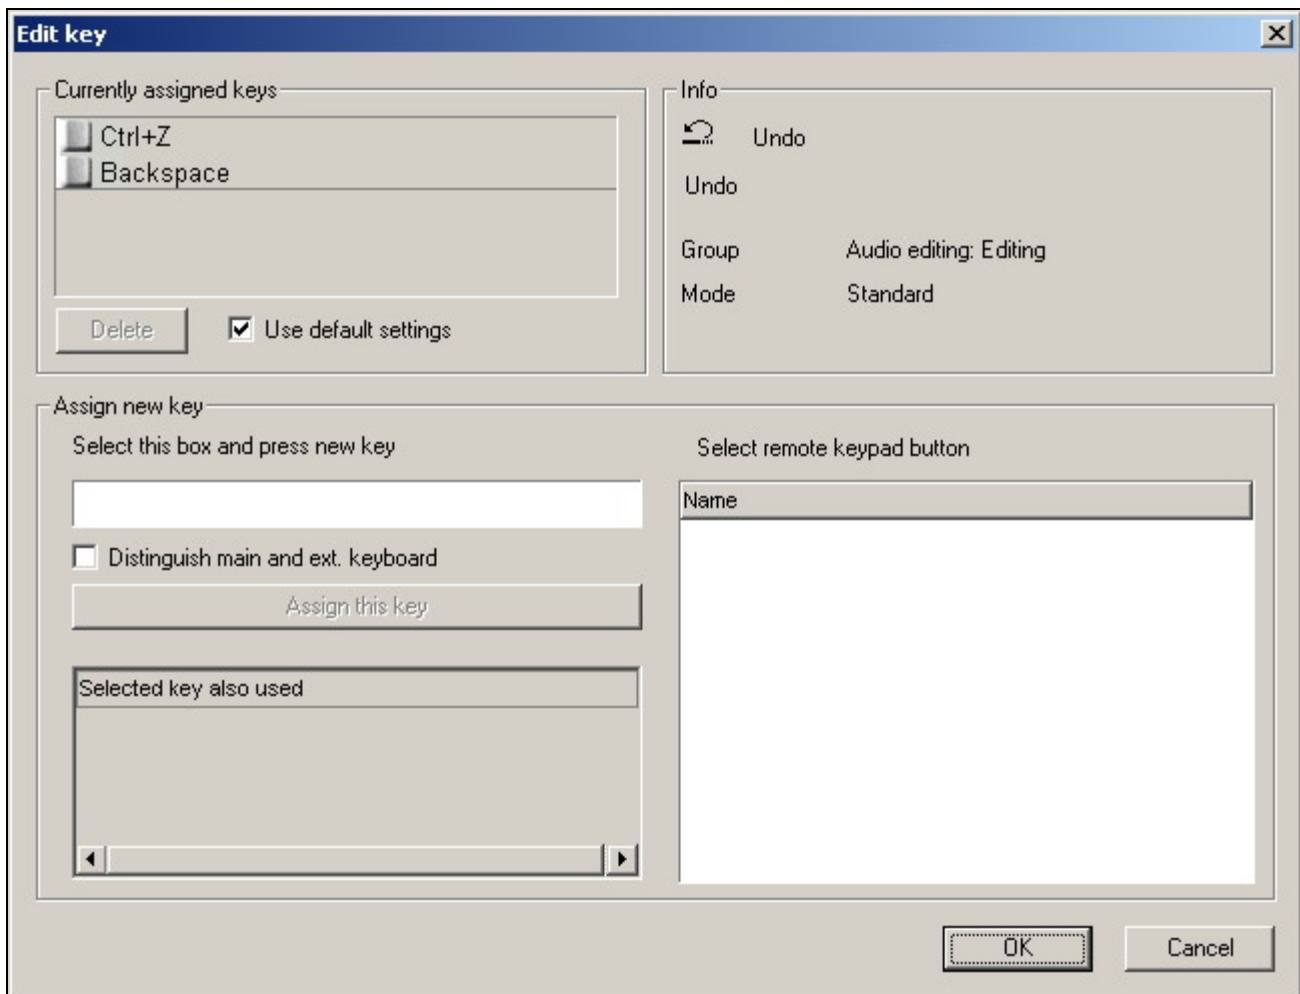 Edit key
Currently assigned keys
Ctrl+Z
Backspace
Delete
Use default settings
Info
Undo
Undo
Group Audio editing: Editing
Mode Standard
Assign new key
Select this box and press new key
Distinguish main and ext. keyboard
Assign this key
Selected key also used
Select remote keypad button
Name
OK
Cancel